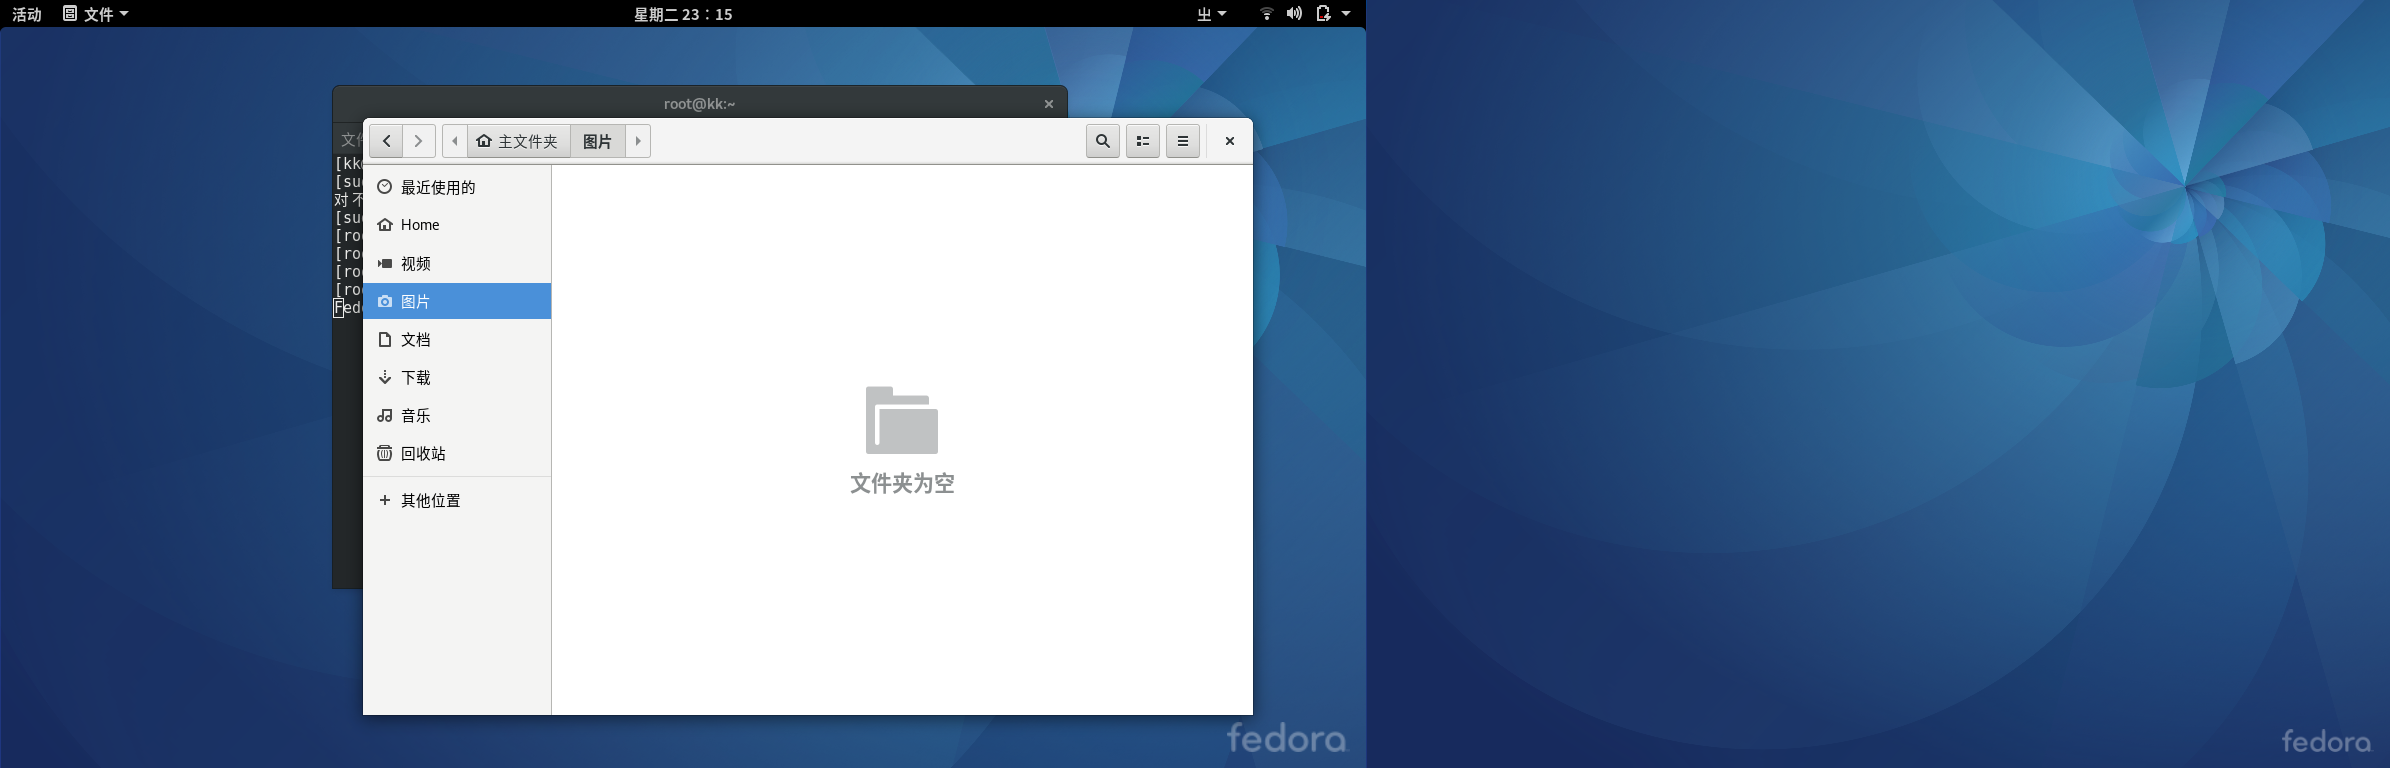 活动 文件 星期二 23：15
root@kk:~
文件
主文件夹 图片
[kk
[su
对不
[su
[ro
[ro
[ro
[ro
Fed
最近使用的
Home
视频
图片
文档
下载
音乐
回收站
其他位置
文件夹为空
fedora
fedora